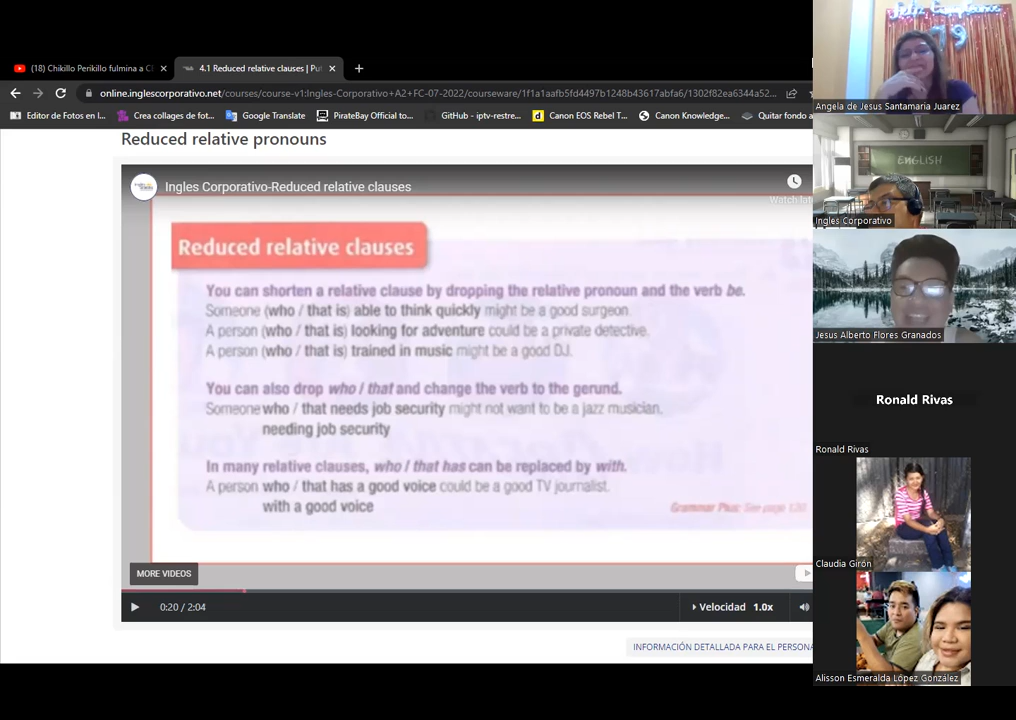 (18) Chikillo Perikillo fulmina a C
4.1 Reduced relative clauses | Pu
online.inglescorporativo.net/courses/course-v1:Ingles-Corporativo+A2+FC-07-2022/courseware/1f1a1aafb5fd4497b1248b43617abfa6/1302f82ea6344a52...
Editor de Fotos en l...
Crea collages de fot...
Google Translate
PirateBay Official to...
GitHub - iptv-restre...
Canon EOS Rebel T...
Canon Knowledge...
Quitar fondo a
Reduced relative pronouns
Ingles Corporativo-Reduced relative clauses
Watch lat
Reduced relative clauses
You can shorten a relative clause by dropping the relative pronoun and the verb be.
Someone (who / that is) able to think quickly might be a good surgeon.
A person (who / that is) looking for adventure could be a private detective.
A person (who / that is) trained in music might be a good DJ.
You can also drop who / that and change the verb to the gerund.
Someone who / that needs job security might not want to be a jazz musician.
needing job security
In many relative clauses, who / that has can be replaced by with.
A person who / that has a good voice could be a good TV journalist.
with a good voice
Grammar Plus: See page 120
MORE VIDEOS
0:20 / 2:04
Velocidad 1.0x
INFORMACIÓN DETALLADA PARA EL PERSONA
Feliz
79
Angela de Jesus Santamaria Juarez
ENGLISH
Ingles Corporativo
Jesus Alberto Flores Granados
Ronald Rivas
Ronald Rivas
Claudia Girón
Alisson Esmeralda López González